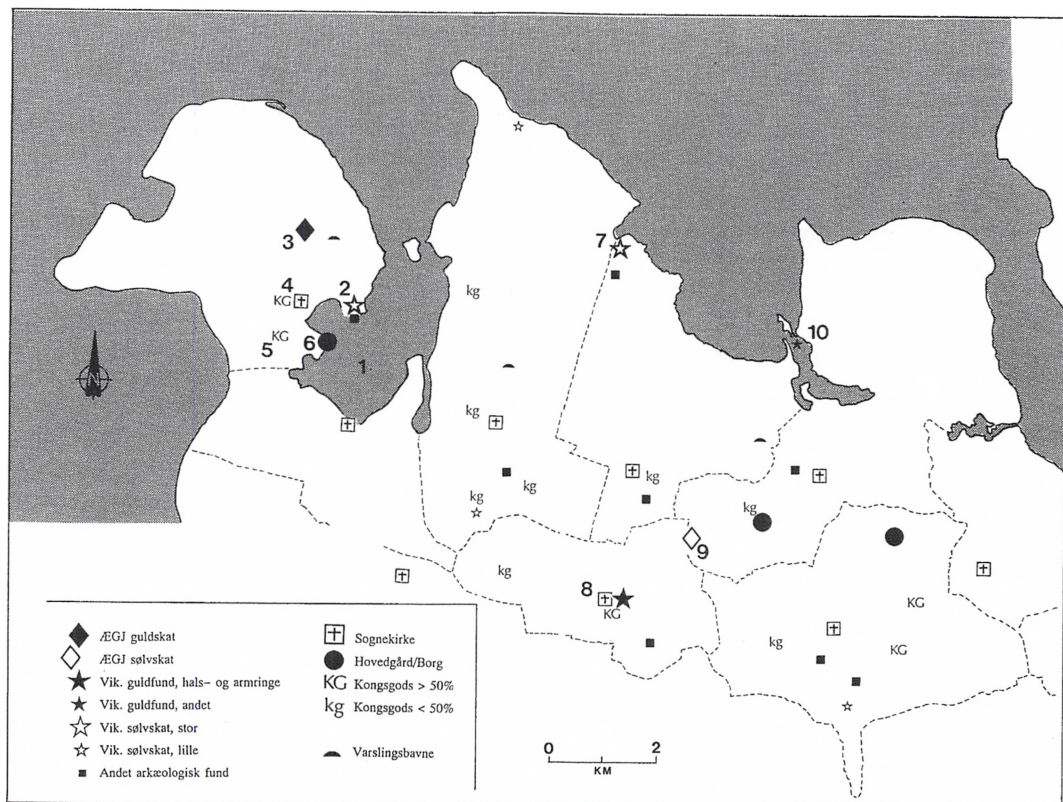 7
3
4
KG
2
kg
10
KG
5
6
1
kg
kg
kg
kg
kg
9
kg
8
KG
KG
kg
KG
N
ÆGJ guldskat
ÆGJ sølvskat
Vik. guldfund, hals– og armringe
Vik. guldfund, andet
Vik. sølvskat, stor
Vik. sølvskat, lille
Andet arkæologisk fund
Sognekirke
Hovedgård/Borg
KG Kongsgods > 50%
kg Kongsgods < 50%
Varslingsbavne
0 2
KM